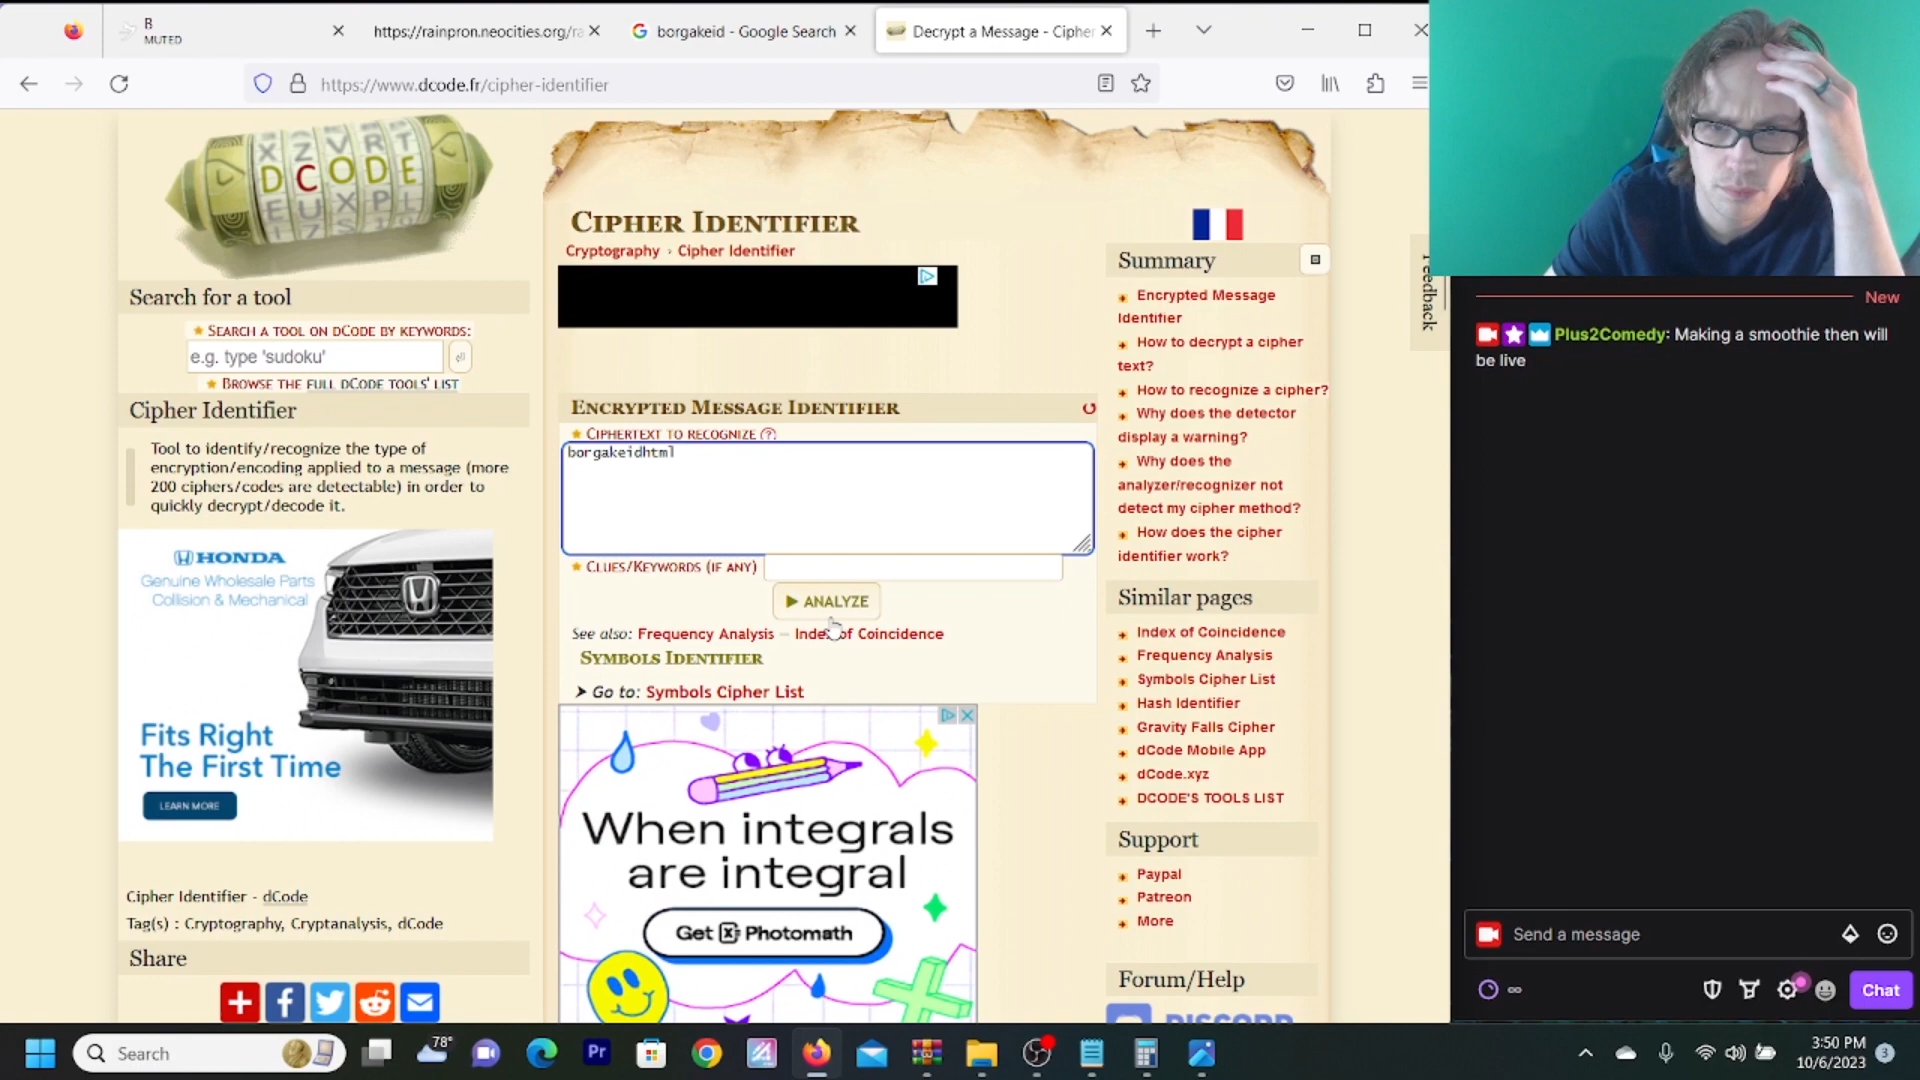 B
MUTED
https://rainpron.neocities.org/ra
borgakeid - Google Search
Decrypt a Message - Cipher
https://www.dcode.fr/cipher-identifier
DCODE
Search for a tool
SEARCH A TOOL ON DCODE BY KEYWORDS:
e.g. type 'sudoku'
BROWSE THE FULL DCODE TOOLS' LIST
Cipher Identifier
Tool to identify/recognize the type of
encryption/encoding applied to a message (more
200 ciphers/codes are detectable) in order to
quickly decrypt/decode it.
HONDA
Genuine Wholesale Parts
Collision & Mechanical
Fits Right
The First Time
LEARN MORE
Cipher Identifier - dCode
Tag(s) : Cryptography, Cryptanalysis, dCode
Share
CIPHER IDENTIFIER
Cryptography › Cipher Identifier
ENCRYPTED MESSAGE IDENTIFIER
CIPHERTEXT TO RECOGNIZE (?)
borgakeidhtml
CLUES/KEYWORDS (IF ANY)
► ANALYZE
See also: Frequency Analysis — Index of Coincidence
SYMBOLS IDENTIFIER
➤ Go to: Symbols Cipher List
When integrals
are integral
Get Photomath
Summary
Encrypted Message
Identifier
How to decrypt a cipher
text?
How to recognize a cipher?
Why does the detector
display a warning?
Why does the
analyzer/recognizer not
detect my cipher method?
How does the cipher
identifier work?
Similar pages
Index of Coincidence
Frequency Analysis
Symbols Cipher List
Hash Identifier
Gravity Falls Cipher
dCode Mobile App
dCode.xyz
DCODE'S TOOLS LIST
Support
Paypal
Patreon
More
Forum/Help
DISCORD
Feedback
New
Plus2Comedy: Making a smoothie then will
be live
Send a message
Chat
Search
78°
Pr
3:50 PM
10/6/2023
3